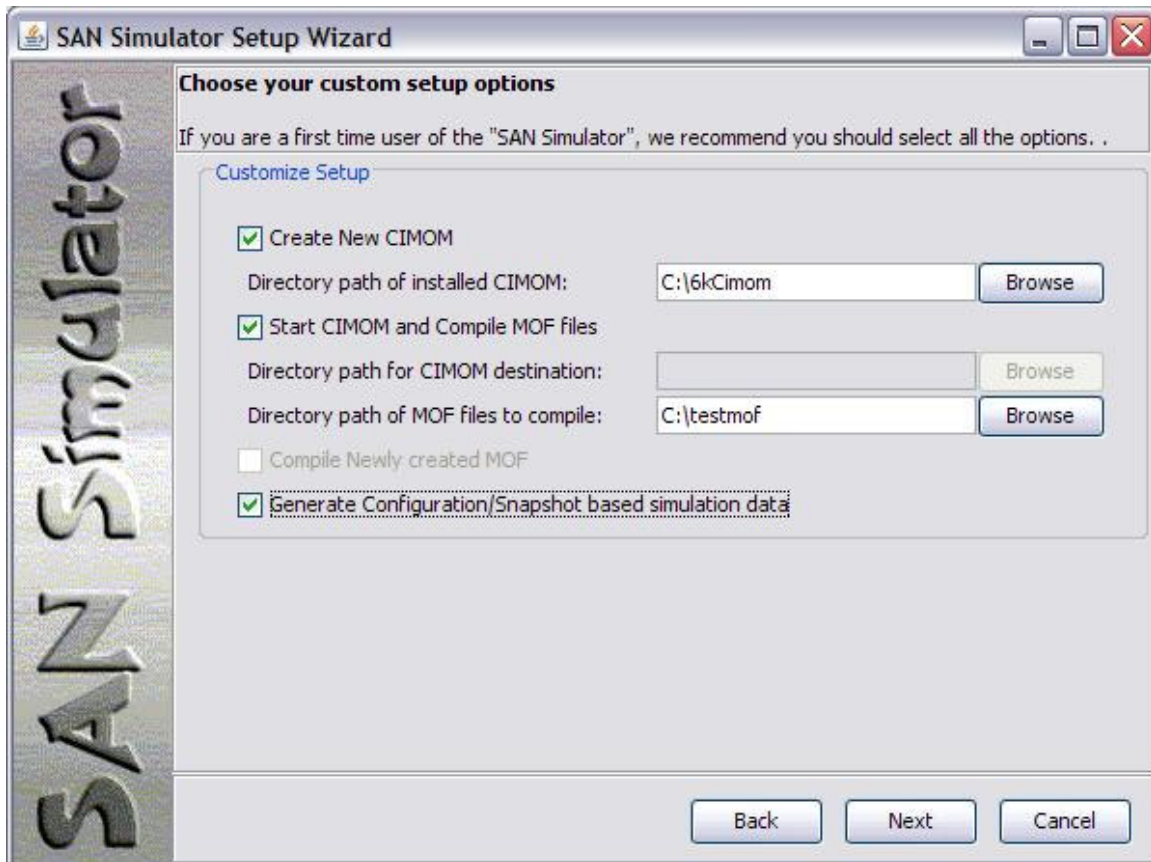 SAN Simulator Setup Wizard
SAN Simulator
Choose your custom setup options
If you are a first time user of the "SAN Simulator", we recommend you should select all the options. .
Customize Setup
Create New CIMOM
Directory path of installed CIMOM: C:\6kCimom Browse
Start CIMOM and Compile MOF files
Directory path for CIMOM destination: Browse
Directory path of MOF files to compile: C:\testmof Browse
Compile Newly created MOF
Generate Configuration/Snapshot based simulation data
Back Next Cancel